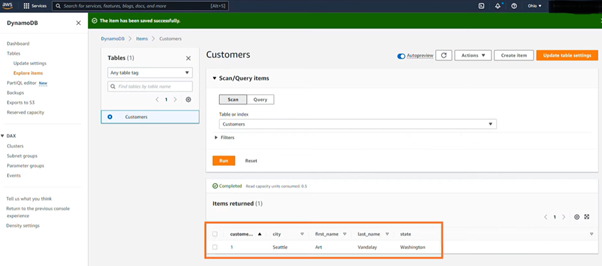 aws
Services
Search for services, features, blogs, docs, and more
[Alt+S]
Ohio
DynamoDB
Dashboard
Tables
Update settings
Explore items
PartiQL editor New
Backups
Exports to S3
Reserved capacity
DAX
Clusters
Subnet groups
Parameter groups
Events
Tell us what you think
Return to the previous console
experience
Density settings
The item has been saved successfully.
DynamoDB > Items > Customers
Tables (1)
Any table tag
Find tables by table name
1
Customers
Customers
Autopreview
Actions
Create item
Update table settings
Scan/Query items
Scan
Query
Table or index
Customers
Filters
Run
Reset
Completed Read capacity units consumed: 0.5
Items returned (1)
1
custome... city first_name last_name state
1 Seattle Art Vandalay Washington